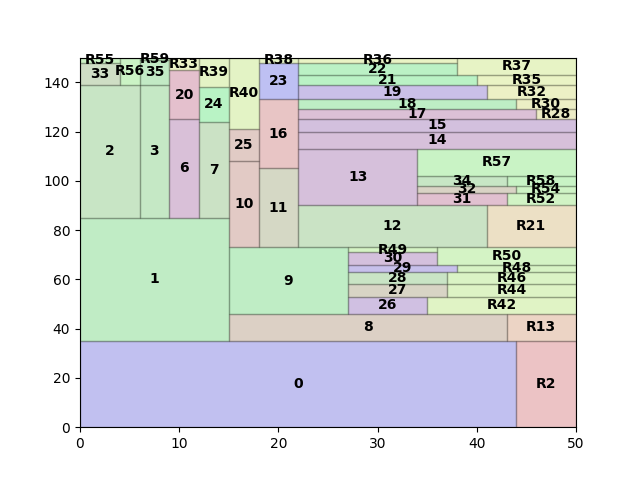 R55 R59 R33 R38 R36
33 R56 35 R39 22 R37
140 23 21 R35
20 R40 19 R32
24 18 R30
17 R28
120 16 15
25 14
2 3 13 R57
100 6 7 34 R58
32 R54
10 11 31 R52
80 12 R21
R49
30 R50
29 R48
60 1 9 28 R46
27 R44
26 R42
40 8 R13
20 0 R2
0
0 10 20 30 40 50